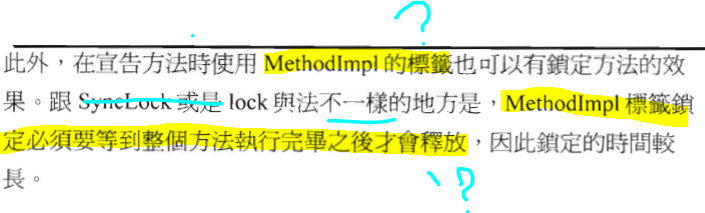 ?
此外，在宣告方法時使用 MethodImpl 的標籤也可以有鎖定方法的效
果。跟 SyncLock 或是 lock 與法不一樣的地方是，MethodImpl 標籤鎖
定必須要等到整個方法執行完畢之後才會釋放，因此鎖定的時間較
長。
?